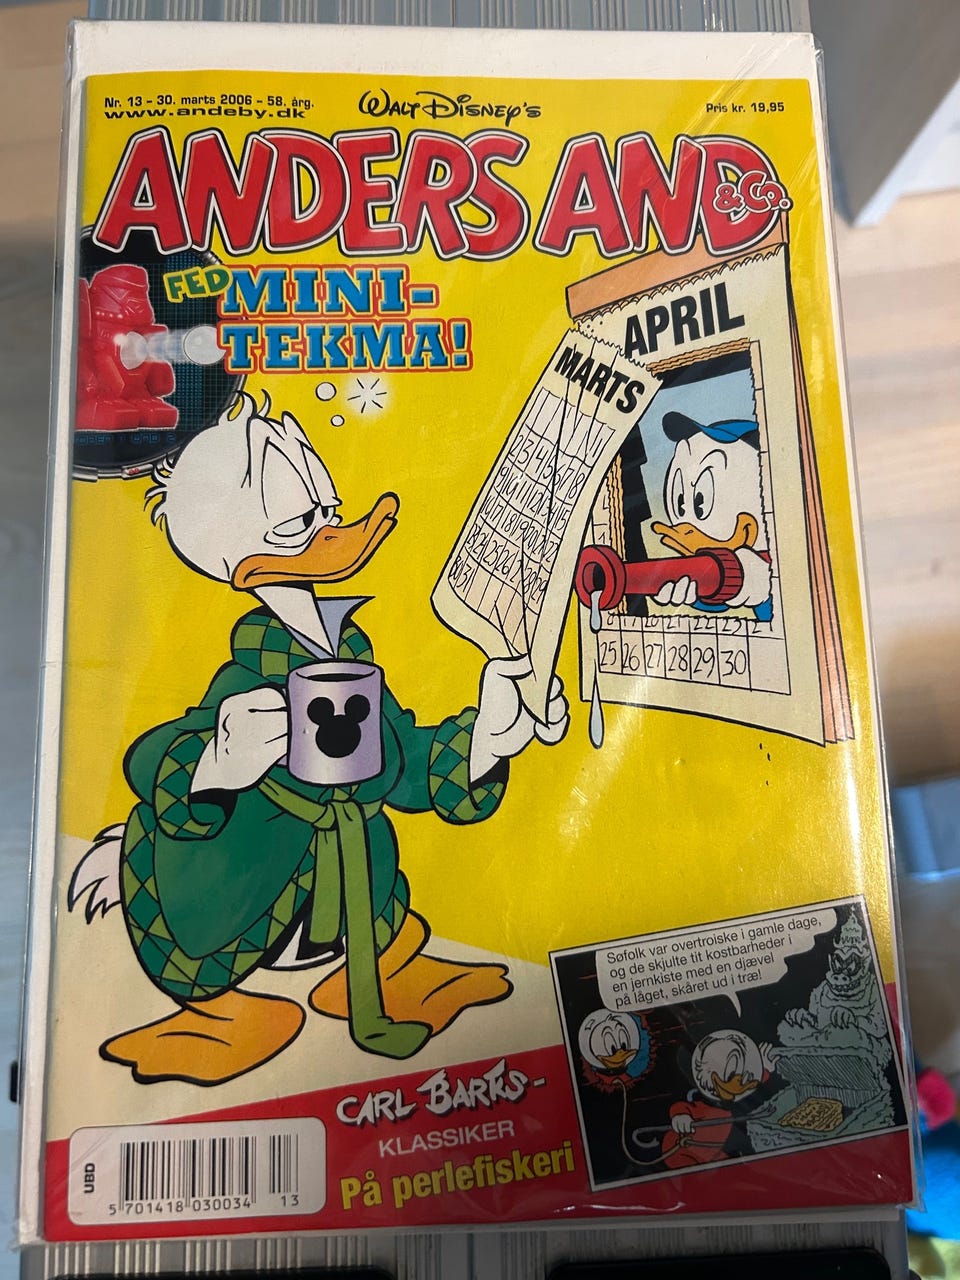 Nr. 13 - 30. marts 2006 - 58. årg.
www.andeby.dk
WALT DISNEY'S
Pris kr. 19,95
ANDERS AND
& Co.
FED MINI-
TEKMA!
APRIL
MARTS
25 26 27 28 29 30
Søfolk var overtroiske i gamle dage,
og de skjulte tit kostbarheder i
en jernkiste med en djævel
på låget, skåret ud i træ!
CARL BARKS-
KLASSIKER
På perlefiskeri
UBD
5 701418 030034 13